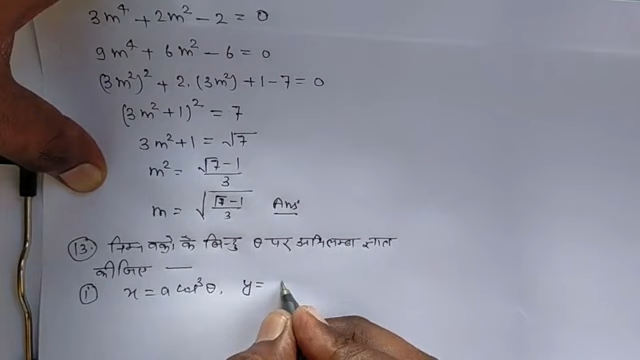 3m⁴ + 2m² - 2 = 0
9m⁴ + 6m² - 6 = 0
(3m²)² + 2.(3m²) + 1 - 7 = 0
(3m² + 1)² = 7
3m² + 1 = √7
m² = (√7 - 1)/3
m = √((√7 - 1)/3) Ans
13. निम्न वक्रो के बिन्दु θ पर अभिलम्ब ज्ञात
कीजिए —
i x = a cos³θ, y =